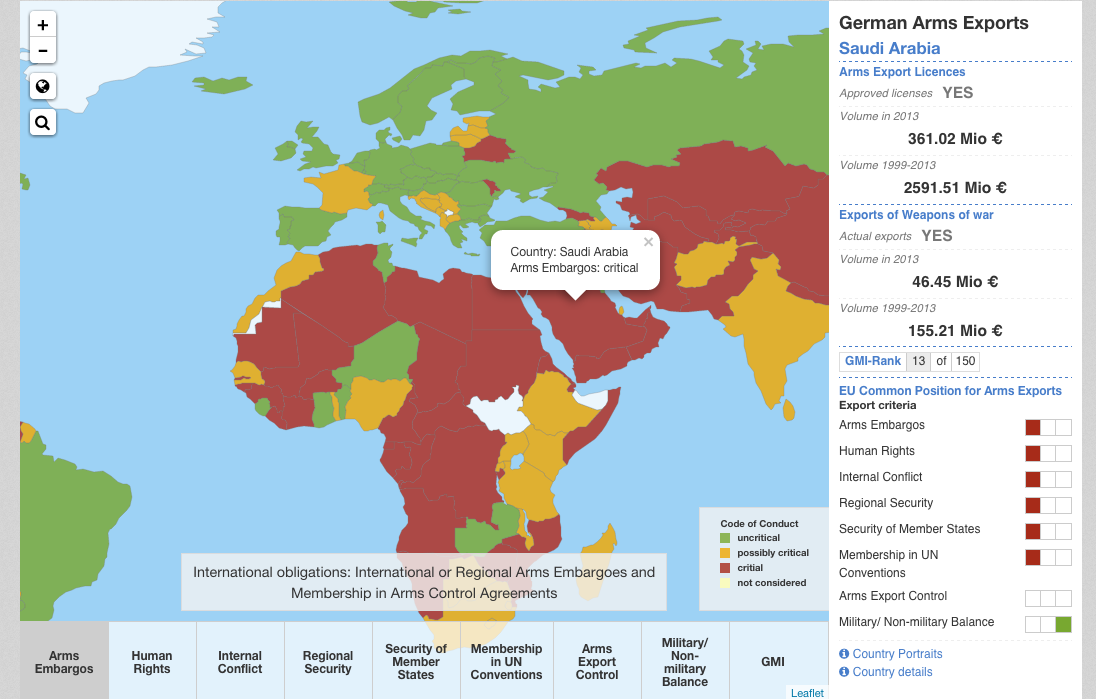 +
−
Country: Saudi Arabia ×
Arms Embargos: critical
Code of Conduct
uncritical
possibly critical
critial
not considered
International obligations: International or Regional Arms Embargoes and
Membership in Arms Control Agreements
Arms
Embargos
Human
Rights
Internal
Conflict
Regional
Security
Security of
Member
States
Membership
in UN
Conventions
Arms
Export
Control
Military/
Non-
military
Balance
GMI
Leaflet
German Arms Exports
Saudi Arabia
Arms Export Licences
Approved licenses YES
Volume in 2013
361.02 Mio €
Volume 1999-2013
2591.51 Mio €
Exports of Weapons of war
Actual exports YES
Volume in 2013
46.45 Mio €
Volume 1999-2013
155.21 Mio €
GMI-Rank 13 of 150
EU Common Position for Arms Exports
Export criteria
Arms Embargos
Human Rights
Internal Conflict
Regional Security
Security of Member States
Membership in UN
Conventions
Arms Export Control
Military/ Non-military Balance
Country Portraits
Country details